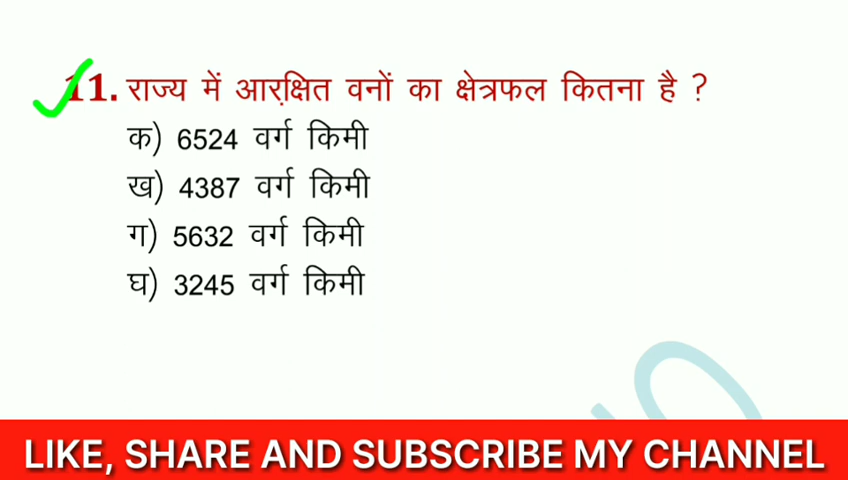 11. राज्य में आरक्षित वनों का क्षेत्रफल कितना है ?
क) 6524 वर्ग किमी
ख) 4387 वर्ग किमी
ग) 5632 वर्ग किमी
घ) 3245 वर्ग किमी
LIKE, SHARE AND SUBSCRIBE MY CHANNEL